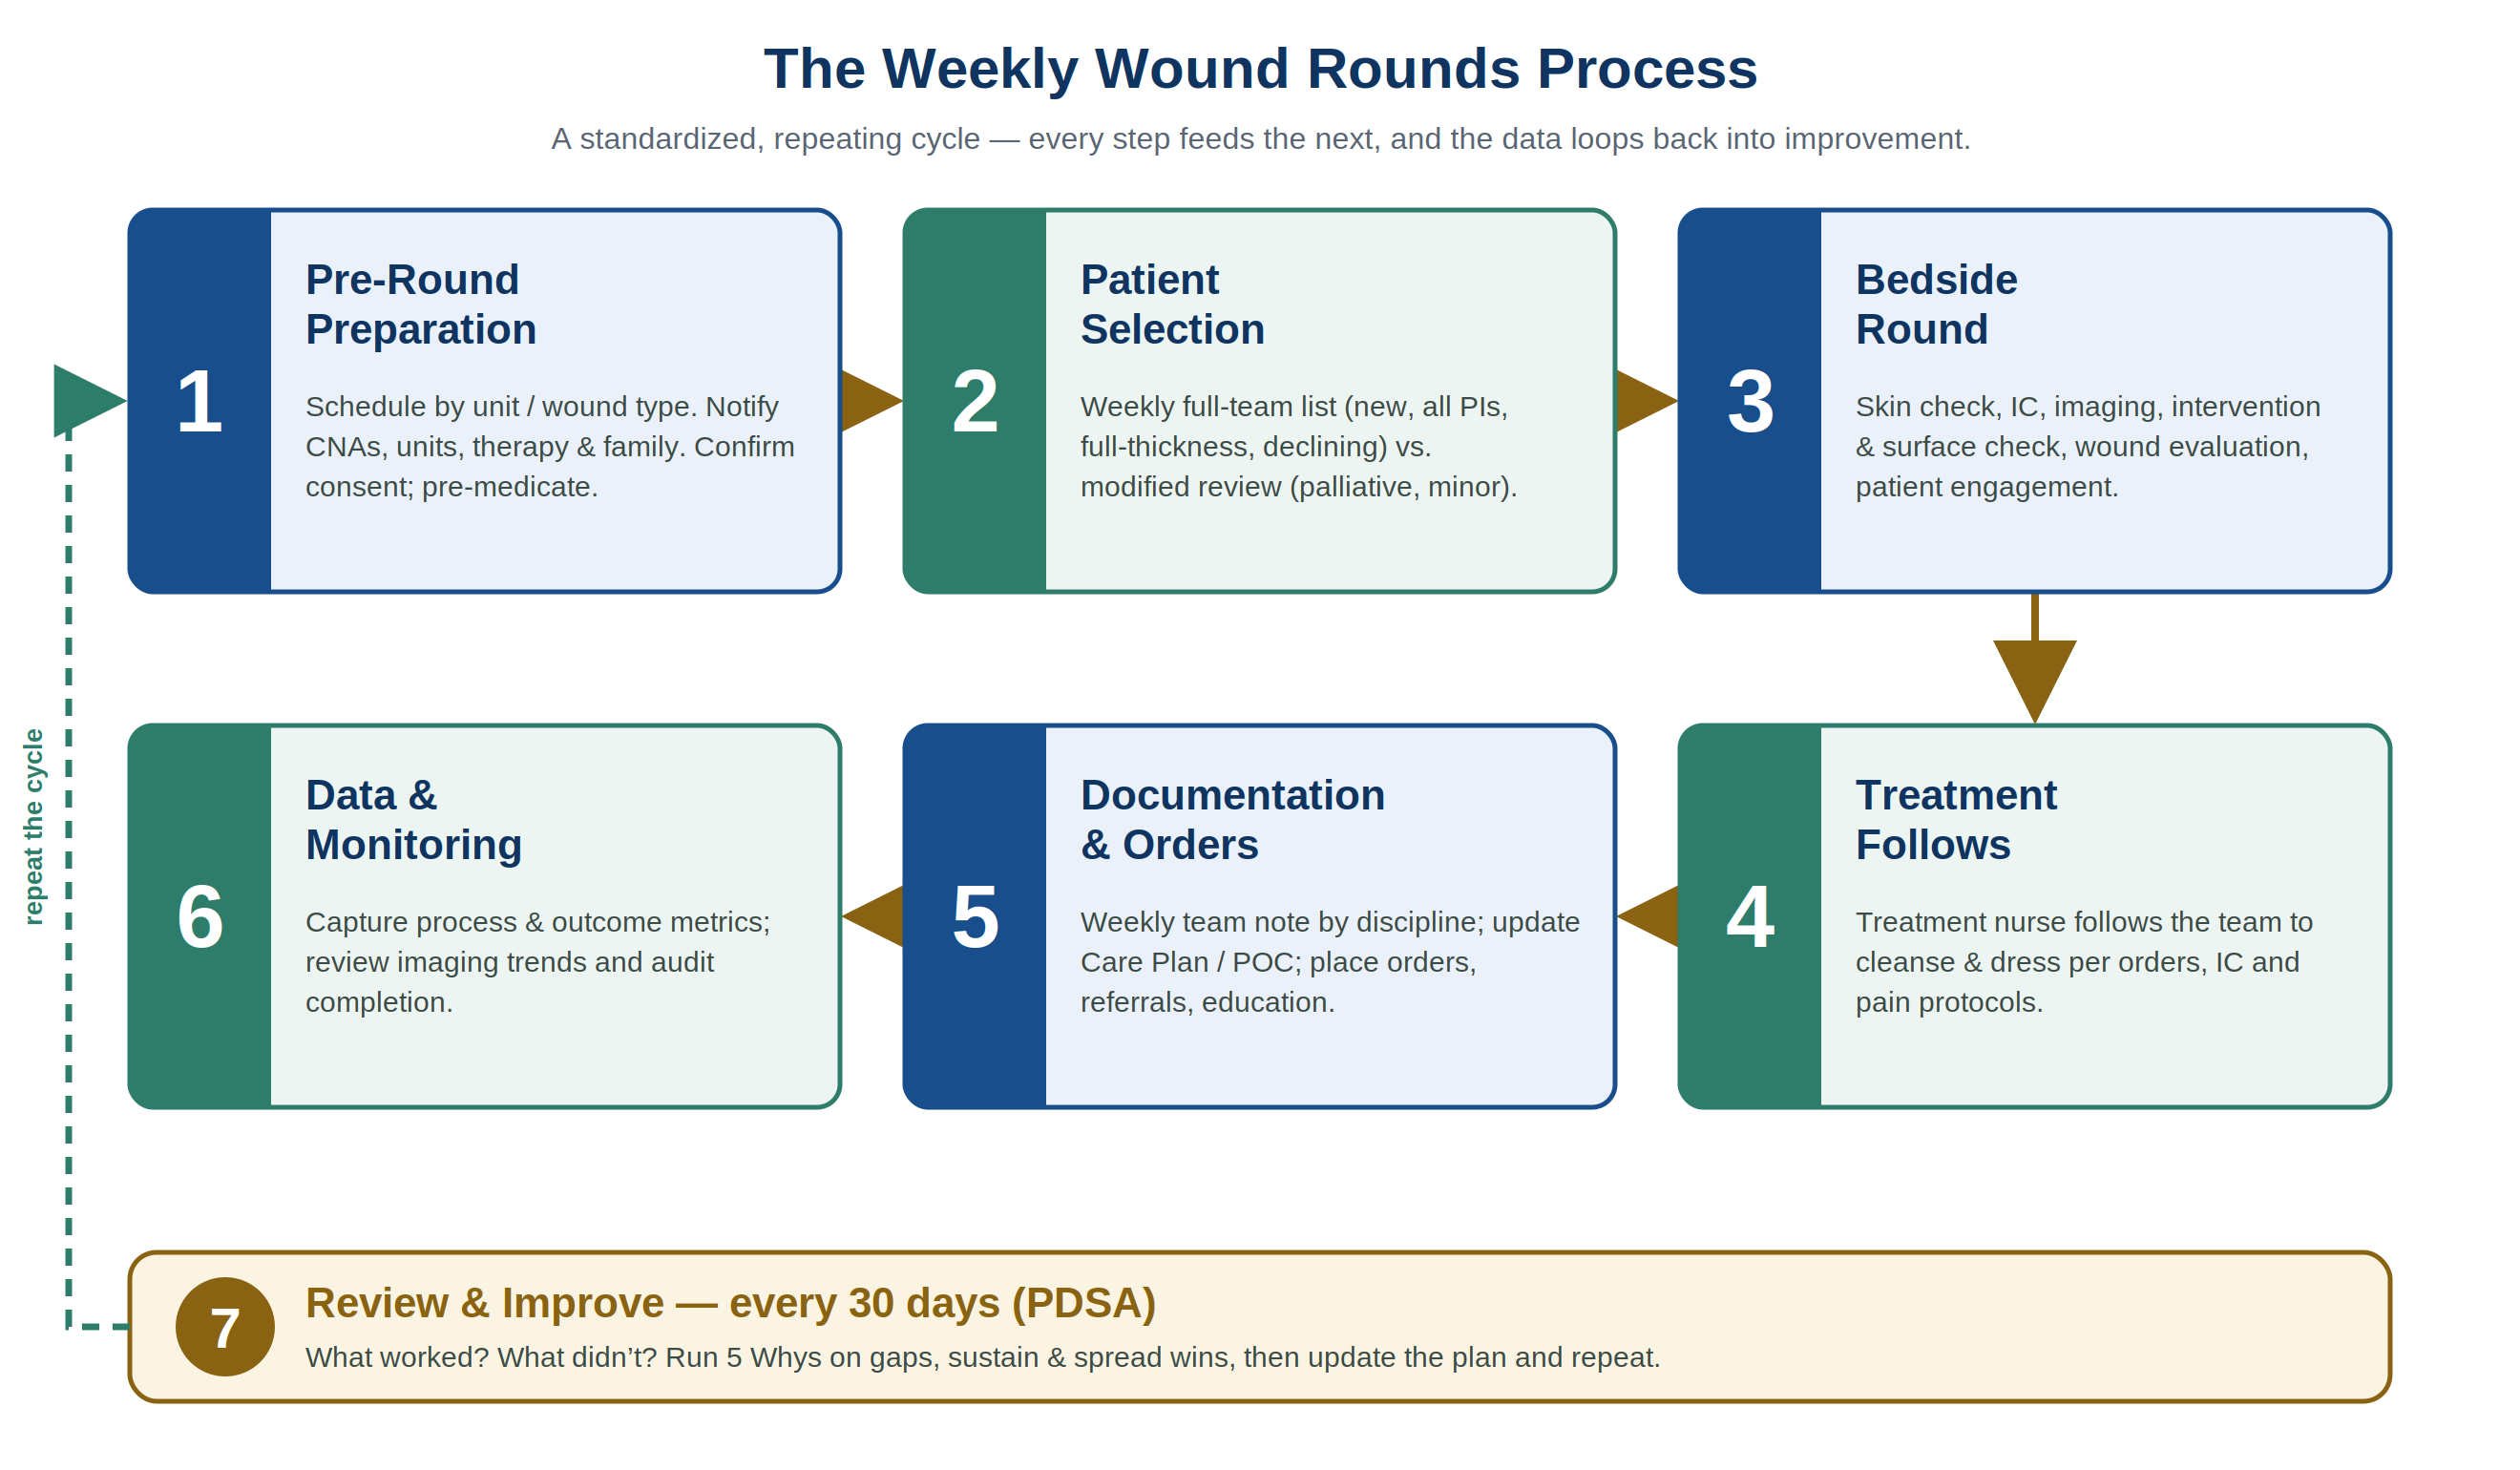 The Weekly Wound Rounds Process
A standardized, repeating cycle — every step feeds the next, and the data loops back into improvement.
1
Pre-Round
Preparation
Schedule by unit / wound type. Notify
CNAs, units, therapy & family. Confirm
consent; pre-medicate.
2
Patient
Selection
Weekly full-team list (new, all PIs,
full-thickness, declining) vs.
modified review (palliative, minor).
3
Bedside
Round
Skin check, IC, imaging, intervention
& surface check, wound evaluation,
patient engagement.
4
Treatment
Follows
Treatment nurse follows the team to
cleanse & dress per orders, IC and
pain protocols.
5
Documentation
& Orders
Weekly team note by discipline; update
Care Plan / POC; place orders,
referrals, education.
6
Data &
Monitoring
Capture process & outcome metrics;
review imaging trends and audit
completion.
7
Review & Improve — every 30 days (PDSA)
What worked? What didn’t? Run 5 Whys on gaps, sustain & spread wins, then update the plan and repeat.
repeat the cycle